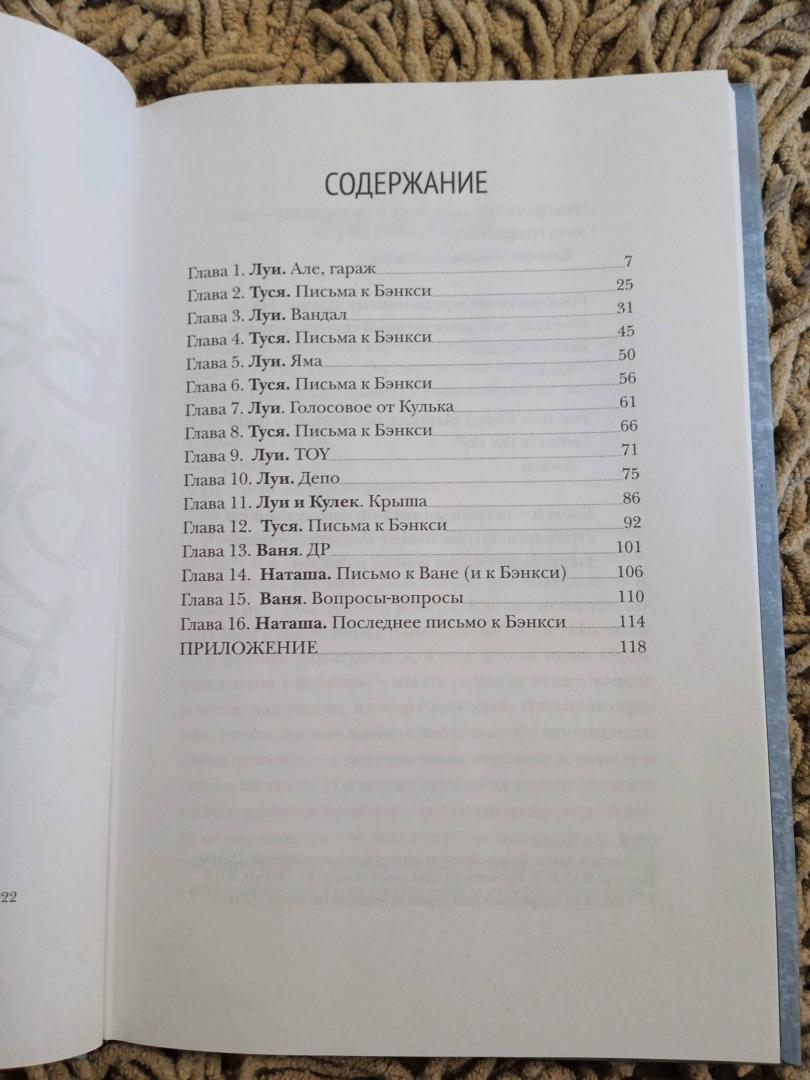 СОДЕРЖАНИЕ
Глава 1. Луи. Але, гараж 7
Глава 2. Туся. Письма к Бэнкси 25
Глава 3. Луи. Вандал 31
Глава 4. Туся. Письма к Бэнкси 45
Глава 5. Луи. Яма 50
Глава 6. Туся. Письма к Бэнкси 56
Глава 7. Луи. Голосовое от Кулька 61
Глава 8. Туся. Письма к Бэнкси 66
Глава 9. Луи. TOY 71
Глава 10. Луи. Депо 75
Глава 11. Луи и Кулек. Крыша 86
Глава 12. Туся. Письма к Бэнкси 92
Глава 13. Ваня. ДР 101
Глава 14. Наташа. Письмо к Ване (и к Бэнкси) 106
Глава 15. Ваня. Вопросы-вопросы 110
Глава 16. Наташа. Последнее письмо к Бэнкси 114
ПРИЛОЖЕНИЕ 118